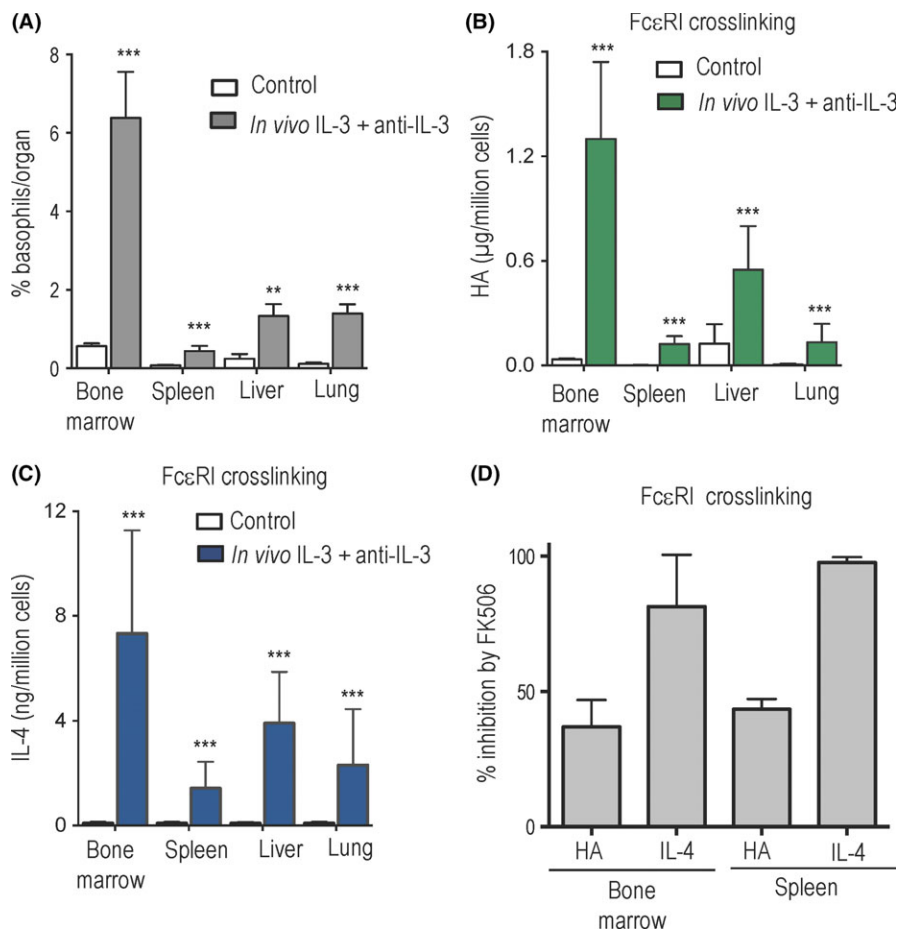 (A)
% basophils/organ
8
6
4
2
0
***
***
**
***
Control
In vivo IL-3 + anti-IL-3
Bone
marrow
Spleen
Liver
Lung
(B)
FcεRI crosslinking
HA (µg/million cells)
1.8
1.2
0.6
0.0
***
***
***
***
Control
In vivo IL-3 + anti-IL-3
Bone
marrow
Spleen
Liver
Lung
(C)
FcεRI crosslinking
IL-4 (ng/million cells)
12
8
4
0
***
***
***
***
Control
In vivo IL-3 + anti-IL-3
Bone
marrow
Spleen
Liver
Lung
(D)
FcεRI crosslinking
% inhibition by FK506
100
50
0
HA
IL-4
HA
IL-4
Bone
marrow
Spleen